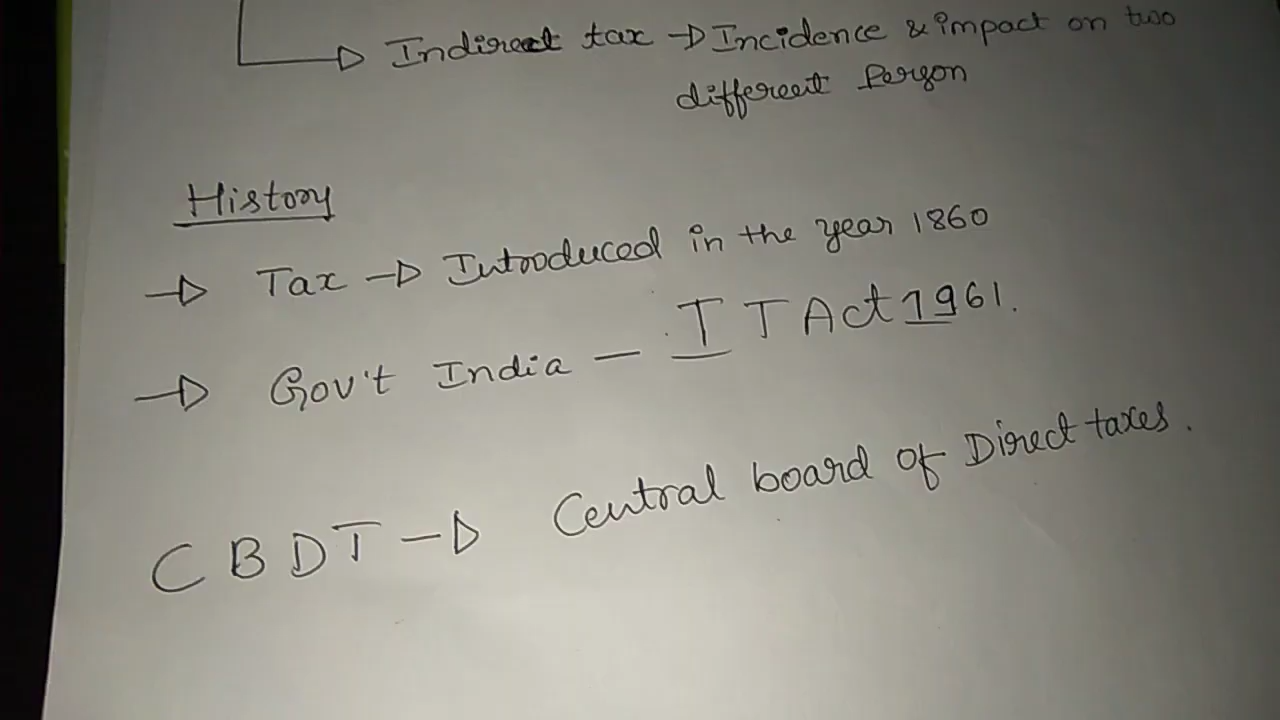 → Indirect tax → Incidence & impact on two
different Person
History
→ Tax → Introduced in the year 1860
→ Gov't India — I T Act 1961.
CBDT → Central board of Direct taxes.